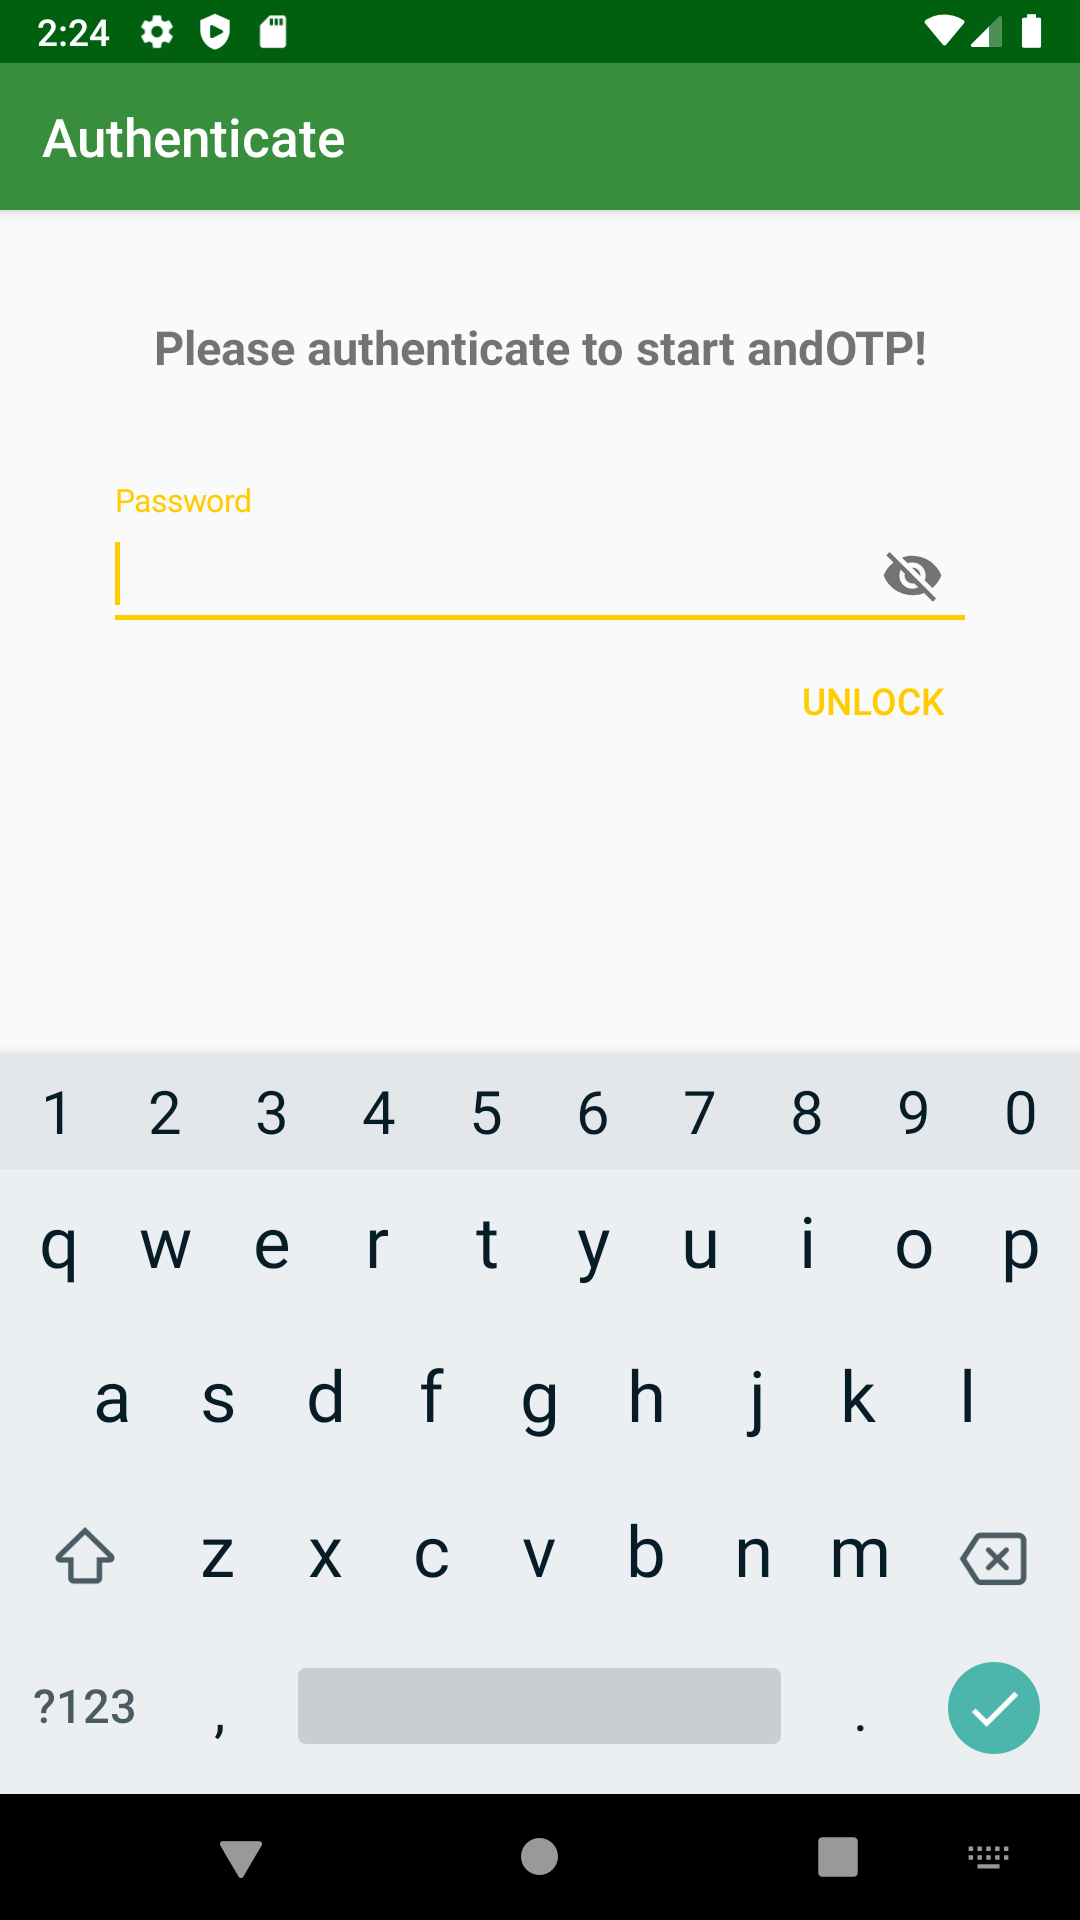 2:24
Authenticate
Please authenticate to start andOTP!
Password
UNLOCK
1 2 3 4 5 6 7 8 9 0
q w e r t y u i o p
a s d f g h j k l
z x c v b n m
?123 , .